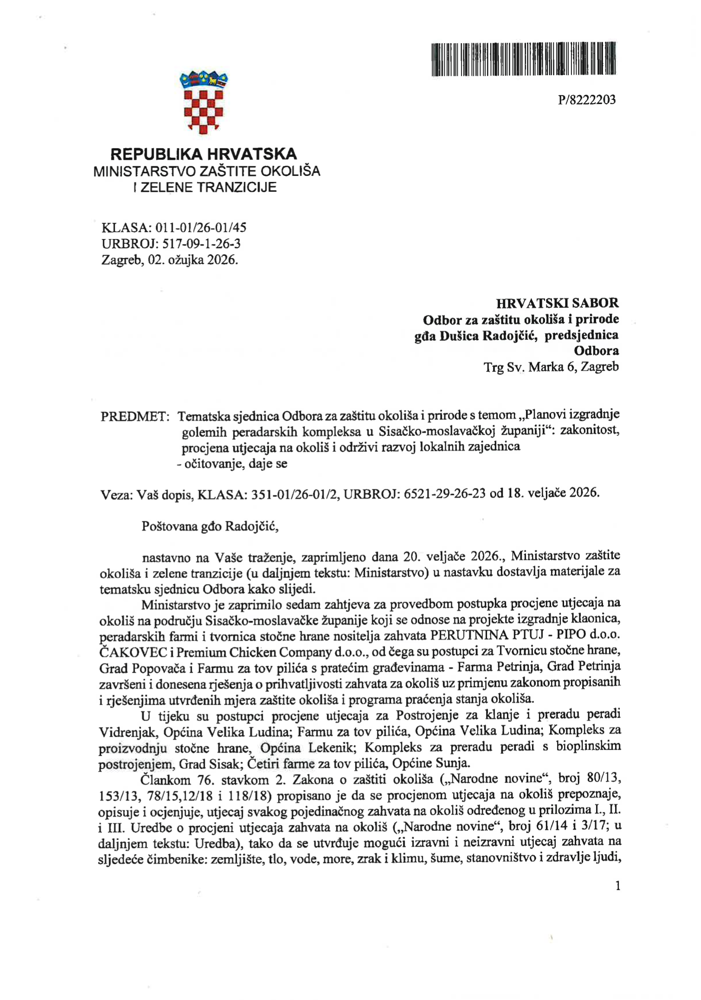 P/8222203
REPUBLIKA HRVATSKA
MINISTARSTVO ZAŠTITE OKOLIŠA
I ZELENE TRANZICIJE
KLASA: 011-01/26-01/45
URBROJ: 517-09-1-26-3
Zagreb, 02. ožujka 2026.
HRVATSKI SABOR
Odbor za zaštitu okoliša i prirode
gđa Dušica Radojčić, predsjednica
Odbora
Trg Sv. Marka 6, Zagreb
PREDMET: Tematska sjednica Odbora za zaštitu okoliša i prirode s temom „Planovi izgradnje
golemih peradarskih kompleksa u Sisačko-moslavačkoj županiji“: zakonitost,
procjena utjecaja na okoliš i održivi razvoj lokalnih zajednica
- očitovanje, daje se
Veza: Vaš dopis, KLASA: 351-01/26-01/2, URBROJ: 6521-29-26-23 od 18. veljače 2026.
Poštovana gđo Radojčić,
nastavno na Vaše traženje, zaprimljeno dana 20. veljače 2026., Ministarstvo zaštite
okoliša i zelene tranzicije (u daljnjem tekstu: Ministarstvo) u nastavku dostavlja materijale za
tematsku sjednicu Odbora kako slijedi.
Ministarstvo je zaprimilo sedam zahtjeva za provedbom postupka procjene utjecaja na
okoliš na području Sisačko-moslavačke županije koji se odnose na projekte izgradnje klaonica,
peradarskih farmi i tvornica stočne hrane nositelja zahvata PERUTNINA PTUJ - PIPO d.o.o.
ČAKOVEC i Premium Chicken Company d.o.o., od čega su postupci za Tvornicu stočne hrane,
Grad Popovača i Farmu za tov pilića s pratećim građevinama - Farma Petrinja, Grad Petrinja
završeni i donesena rješenja o prihvatljivosti zahvata za okoliš uz primjenu zakonom propisanih
i rješenjima utvrđenih mjera zaštite okoliša i programa praćenja stanja okoliša.
U tijeku su postupci procjene utjecaja za Postrojenje za klanje i preradu peradi
Vidrenjak, Općina Velika Ludina; Farmu za tov pilića, Općina Velika Ludina; Kompleks za
proizvodnju stočne hrane, Općina Lekenik; Kompleks za preradu peradi s bioplinskim
postrojenjem, Grad Sisak; Četiri farme za tov pilića, Općine Sunja.
Člankom 76. stavkom 2. Zakona o zaštiti okoliša („Narodne novine“, broj 80/13,
153/13, 78/15,12/18 i 118/18) propisano je da se procjenom utjecaja na okoliš prepoznaje,
opisuje i ocjenjuje, utjecaj svakog pojedinačnog zahvata na okoliš određenog u prilozima I., II.
i III. Uredbe o procjeni utjecaja zahvata na okoliš („Narodne novine“, broj 61/14 i 3/17; u
daljnjem tekstu: Uredba), tako da se utvrđuje mogući izravni i neizravni utjecaj zahvata na
sljedeće čimbenike: zemljište, tlo, vode, more, zrak i klimu, šume, stanovništvo i zdravlje ljudi,
1